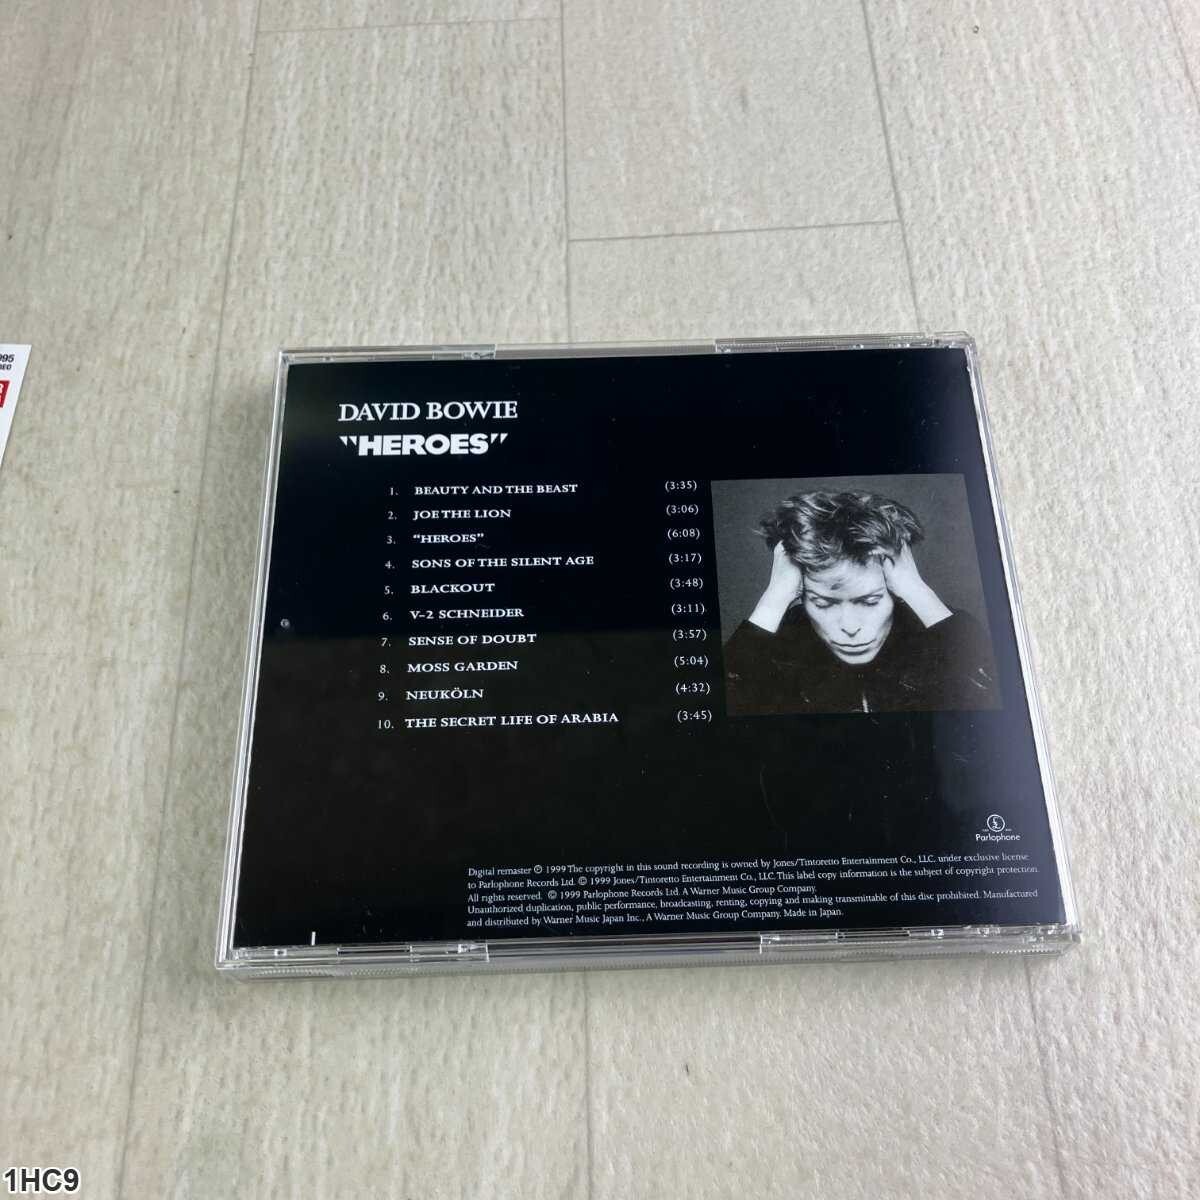 995
DAVID BOWIE
"HEROES"
1. BEAUTY AND THE BEAST (3:35)
2. JOE THE LION (3:06)
3. "HEROES" (6:08)
4. SONS OF THE SILENT AGE (3:17)
5. BLACKOUT (3:48)
6. V-2 SCHNEIDER (3:11)
7. SENSE OF DOUBT (3:57)
8. MOSS GARDEN (5:04)
9. NEUKÖLN (4:32)
10. THE SECRET LIFE OF ARABIA (3:45)
£
Parlophone
Digital remaster ℗ 1999 The copyright in this sound recording is owned by Jones/Tintoretto Entertainment Co., LLC. under exclusive license
to Parlophone Records Ltd. © 1999 Jones/Tintoretto Entertainment Co., LLC. This label copy information is the subject of copyright protection.
All rights reserved. © 1999 Parlophone Records Ltd. A Warner Music Group Company.
Unauthorized duplication, public performance, broadcasting, renting, copying and making transmittable of this disc prohibited. Manufactured
and distributed by Warner Music Japan Inc., A Warner Music Group Company. Made in Japan.
1HC9